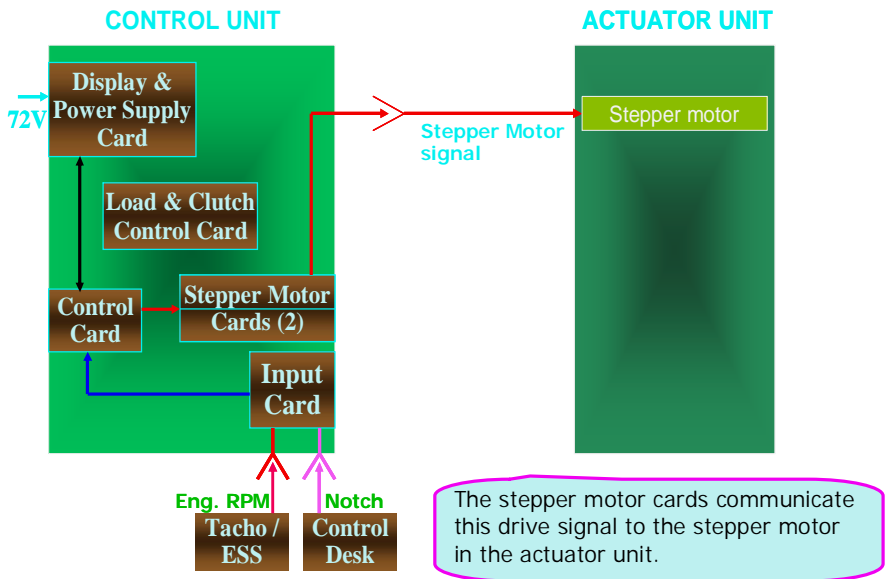 CONTROL UNIT
ACTUATOR UNIT
Display &
Power Supply
Card
72V
Stepper motor
Stepper Motor
signal
Load & Clutch
Control Card
Stepper Motor
Cards (2)
Control
Card
Input
Card
Eng. RPM
Notch
Tacho /
ESS
Control
Desk
The stepper motor cards communicate
this drive signal to the stepper motor
in the actuator unit.